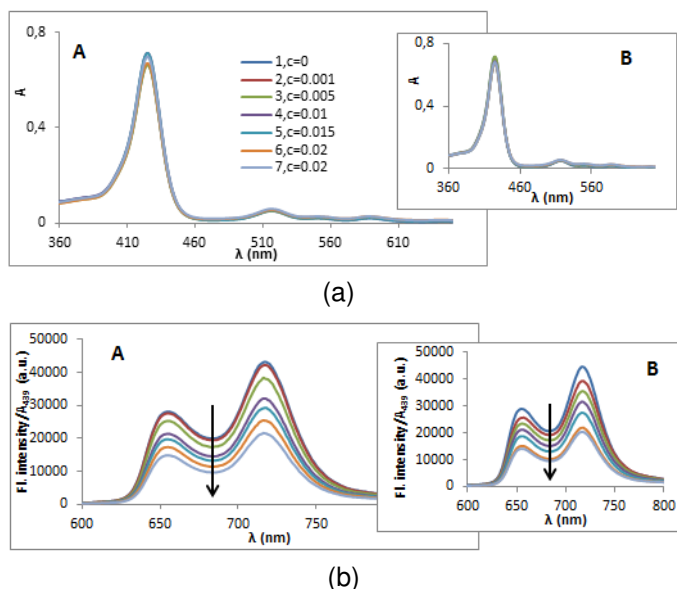 A
0,8
0,4
0
A
360 410 460 510 560 610
λ (nm)
1,c=0
2,c=0.001
3,c=0.005
4,c=0.01
5,c=0.015
6,c=0.02
7,c=0.02
B
0,8
0,4
0
A
360 460 560
λ (nm)
(a)
A
50000
40000
30000
20000
10000
0
Fl. intensity/A439 (a.u.)
600 650 700 750
λ (nm)
B
50000
40000
30000
20000
10000
0
Fl. intensity/A439 (a.u.)
600 650 700 750 800
λ (nm)
(b)